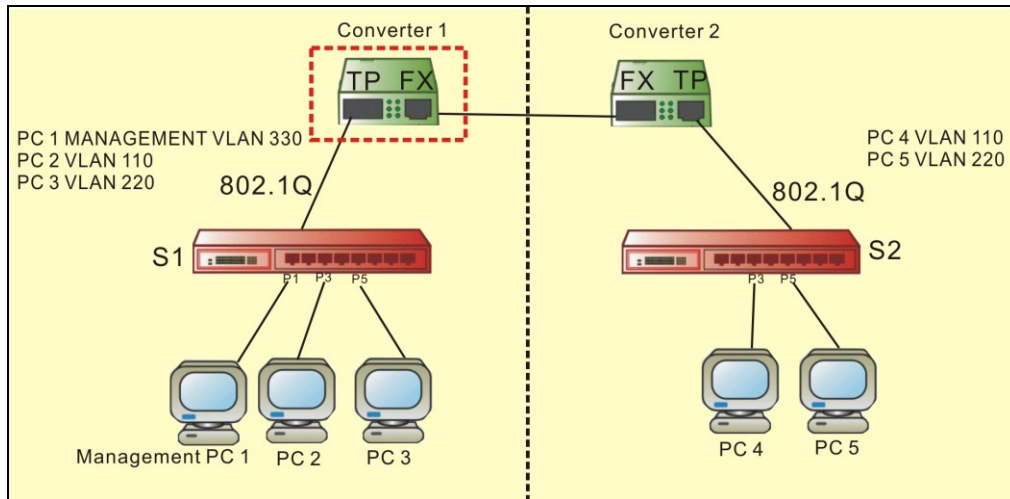 Converter 1
Converter 2
TP FX
FX TP
PC 1 MANAGEMENT VLAN 330
PC 2 VLAN 110
PC 3 VLAN 220
PC 4 VLAN 110
PC 5 VLAN 220
802.1Q
802.1Q
S1
S2
P1 P3 P5
P3 P5
Management PC 1
PC 2
PC 3
PC 4
PC 5